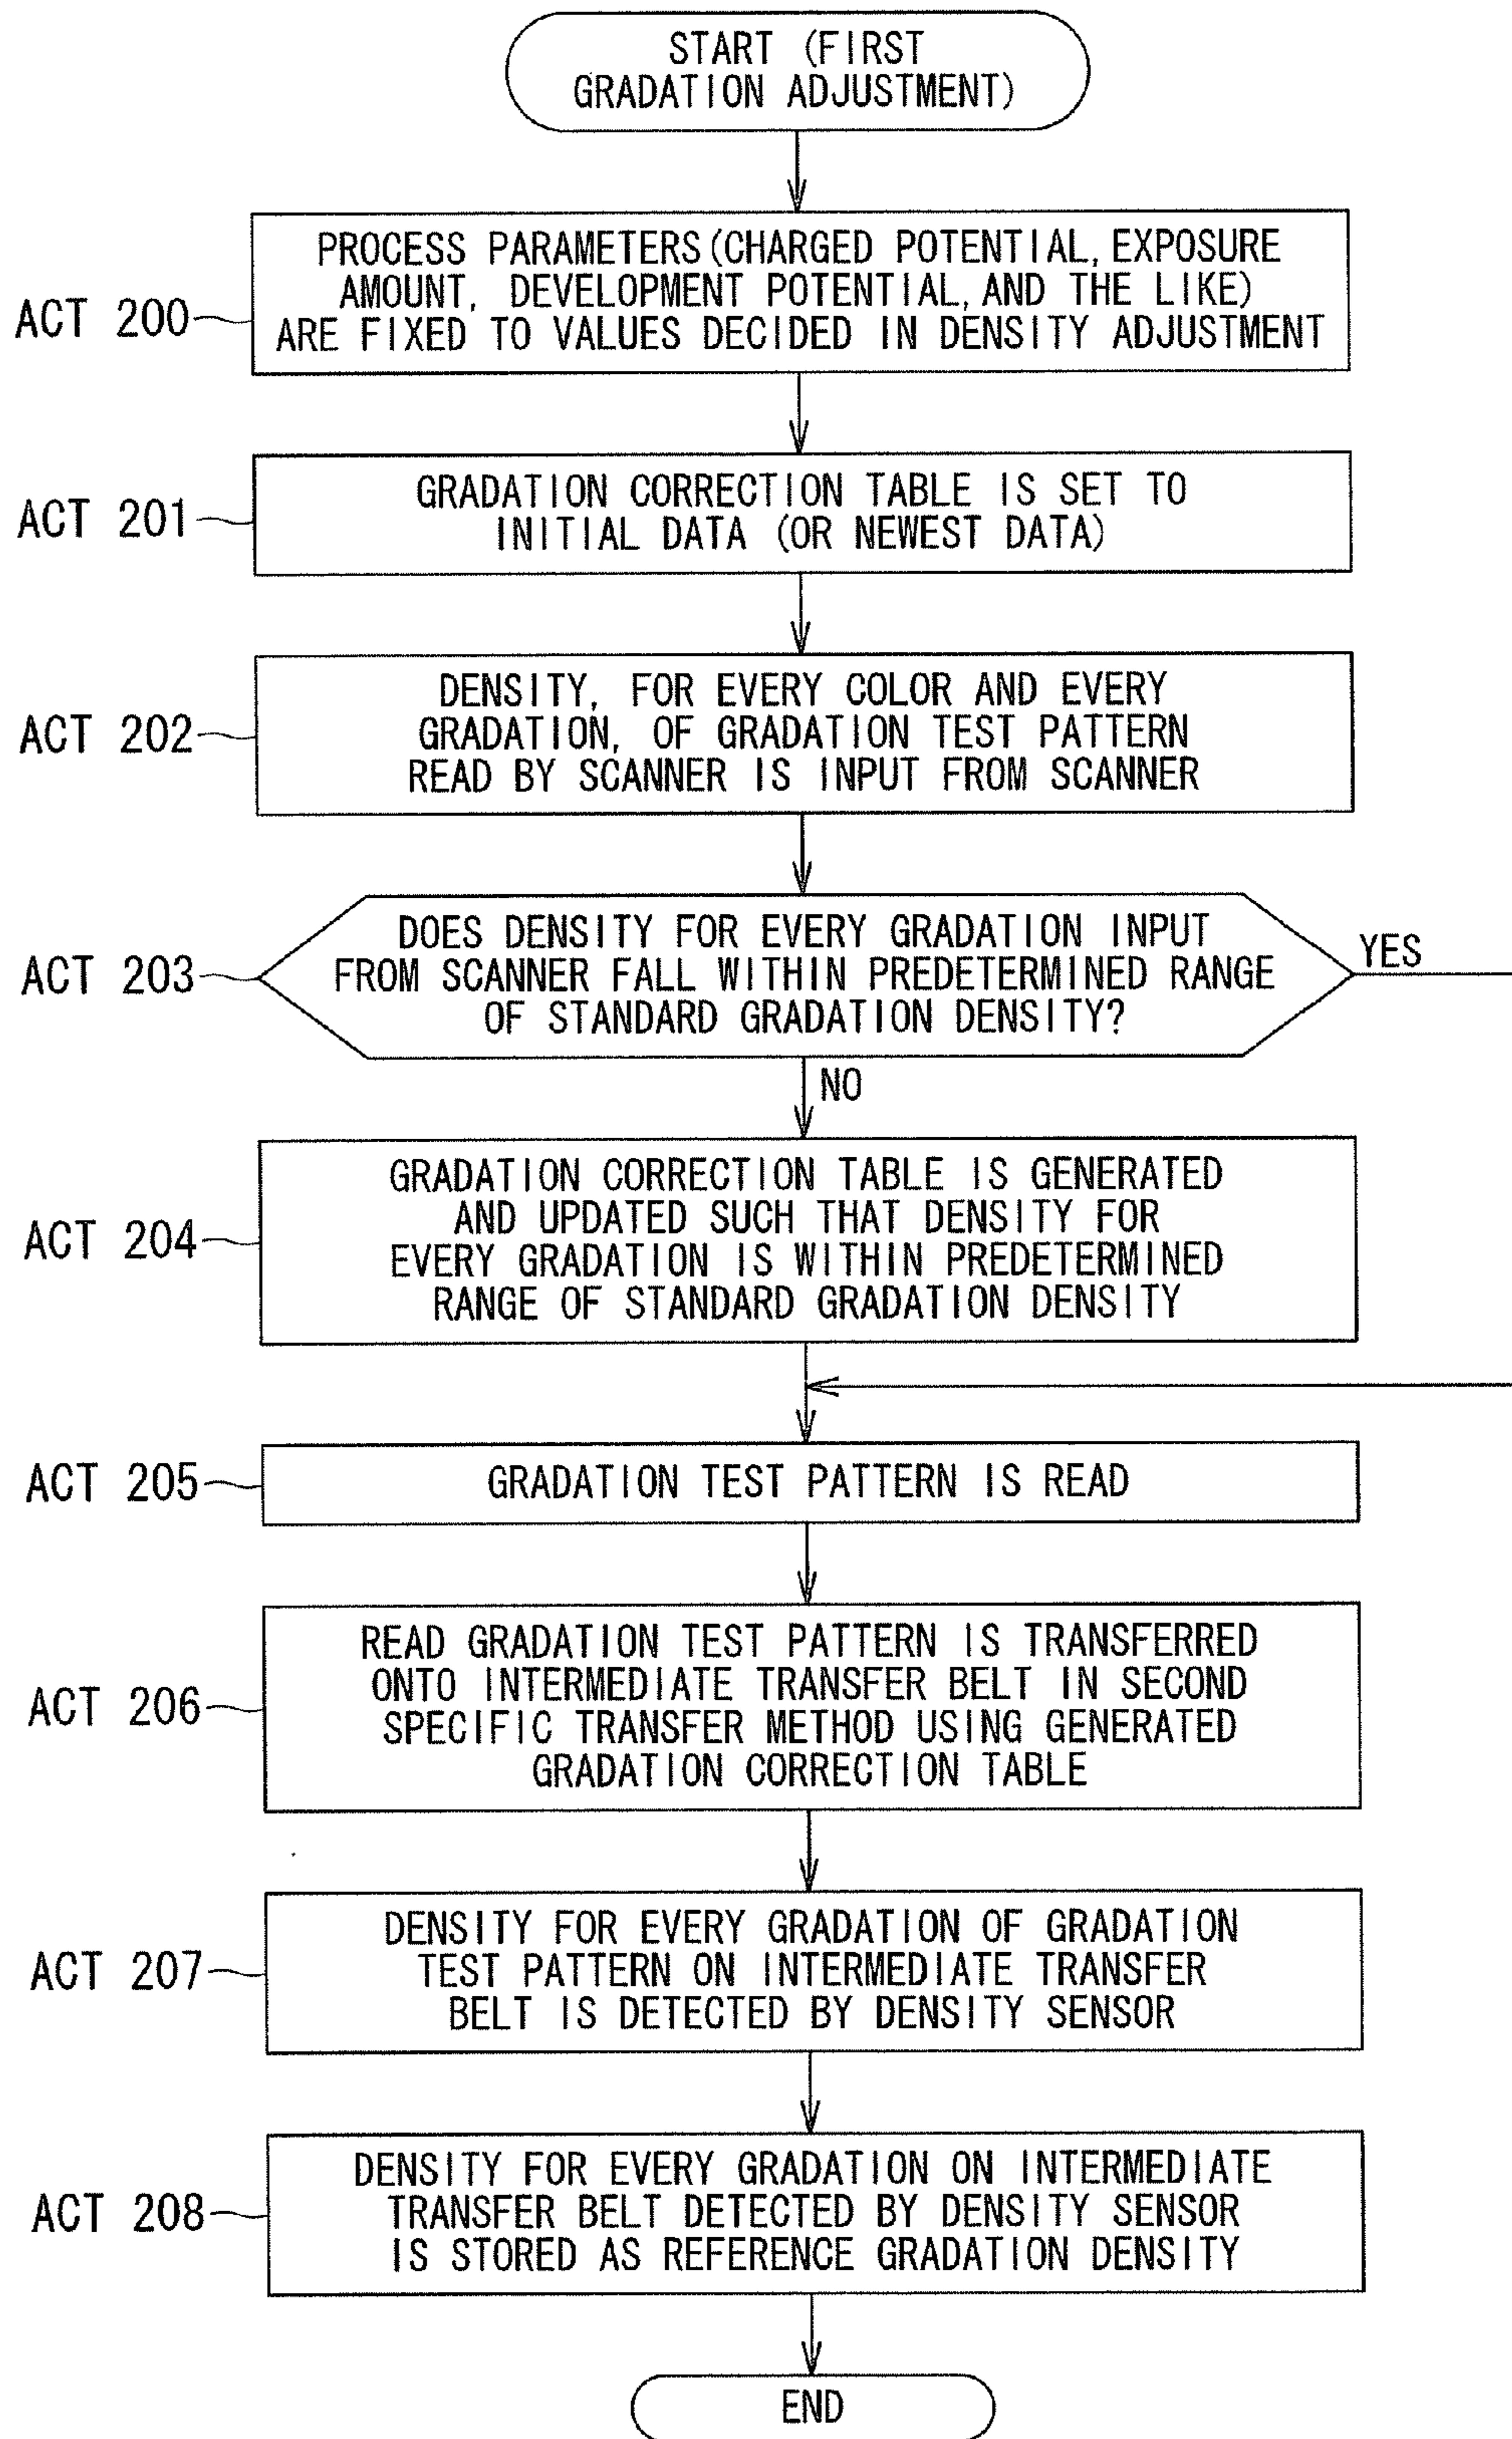 START (FIRST
GRADATION ADJUSTMENT)
ACT 200
PROCESS PARAMETERS (CHARGED POTENTIAL, EXPOSURE
AMOUNT, DEVELOPMENT POTENTIAL, AND THE LIKE)
ARE FIXED TO VALUES DECIDED IN DENSITY ADJUSTMENT
ACT 201
GRADATION CORRECTION TABLE IS SET TO
INITIAL DATA (OR NEWEST DATA)
ACT 202
DENSITY, FOR EVERY COLOR AND EVERY
GRADATION, OF GRADATION TEST PATTERN
READ BY SCANNER IS INPUT FROM SCANNER
ACT 203
DOES DENSITY FOR EVERY GRADATION INPUT
FROM SCANNER FALL WITHIN PREDETERMINED RANGE
OF STANDARD GRADATION DENSITY?
YES
NO
ACT 204
GRADATION CORRECTION TABLE IS GENERATED
AND UPDATED SUCH THAT DENSITY FOR
EVERY GRADATION IS WITHIN PREDETERMINED
RANGE OF STANDARD GRADATION DENSITY
ACT 205
GRADATION TEST PATTERN IS READ
ACT 206
READ GRADATION TEST PATTERN IS TRANSFERRED
ONTO INTERMEDIATE TRANSFER BELT IN SECOND
SPECIFIC TRANSFER METHOD USING GENERATED
GRADATION CORRECTION TABLE
ACT 207
DENSITY FOR EVERY GRADATION OF GRADATION
TEST PATTERN ON INTERMEDIATE TRANSFER
BELT IS DETECTED BY DENSITY SENSOR
ACT 208
DENSITY FOR EVERY GRADATION ON INTERMEDIATE
TRANSFER BELT DETECTED BY DENSITY SENSOR
IS STORED AS REFERENCE GRADATION DENSITY
END